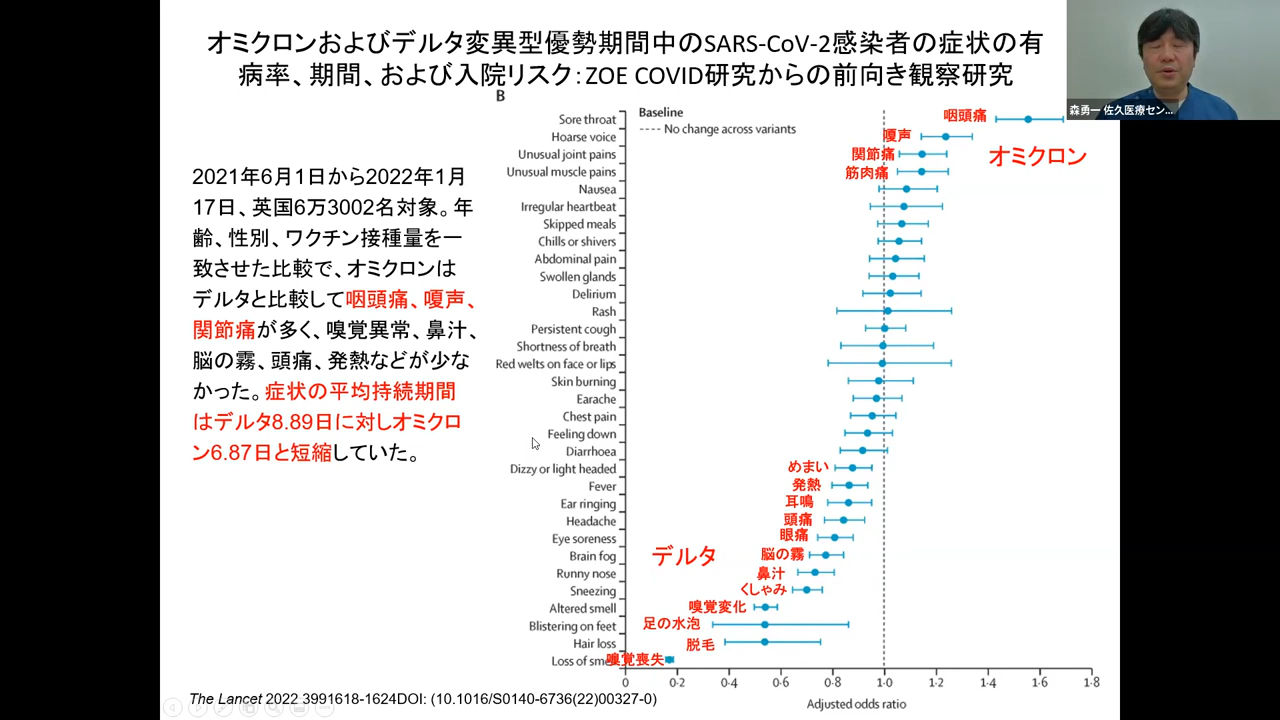 オミクロンおよびデルタ変異型優勢期間中のSARS-CoV-2感染者の症状の有
病率、期間、および入院リスク：ZOE COVID研究からの前向き観察研究
森勇一 佐久医療セン...
2021年6月1日から2022年1月
17日、英国6万3002名対象。年
齢、性別、ワクチン接種量を一
致させた比較で、オミクロンは
デルタと比較して咽頭痛、嗄声、
関節痛が多く、嗅覚異常、鼻汁、
脳の霧、頭痛、発熱などが少な
かった。症状の平均持続期間
はデルタ8.89日に対しオミクロ
ン6.87日と短縮していた。
B
Baseline
No change across variants
Sore throat 咽頭痛
Hoarse voice 嗄声
オミクロン
Unusual joint pains 関節痛
Unusual muscle pains 筋肉痛
Nausea
Irregular heartbeat
Skipped meals
Chills or shivers
Abdominal pain
Swollen glands
Delirium
Rash
Persistent cough
Shortness of breath
Red welts on face or lips
Skin burning
Earache
Chest pain
Feeling down
Diarrhoea
Dizzy or light headed めまい
Fever 発熱
Ear ringing 耳鳴
Headache 頭痛
Eye soreness 眼痛
デルタ
Brain fog 脳の霧
Runny nose 鼻汁
Sneezing くしゃみ
Altered smell 嗅覚変化
Blistering on feet 足の水泡
Hair loss 脱毛
Loss of 嗅覚喪失
0 0·2 0·4 0·6 0·8 1·0 1·2 1·4 1·6 1·8
Adjusted odds ratio
The Lancet 2022 3991618-1624DOI: (10.1016/S0140-6736(22)00327-0)